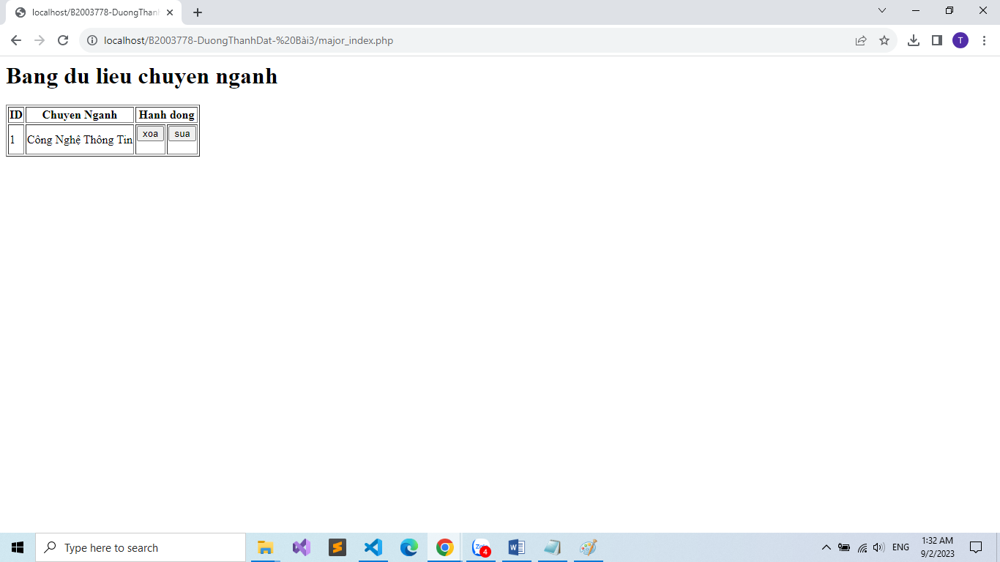 localhost/B2003778-DuongThanh
localhost/B2003778-DuongThanhDat-%20Bài3/major_index.php
T
Bang du lieu chuyen nganh
ID Chuyen Nganh Hanh dong
1 Công Nghệ Thông Tin xoa sua
Type here to search
4
ENG
1:32 AM
9/2/2023